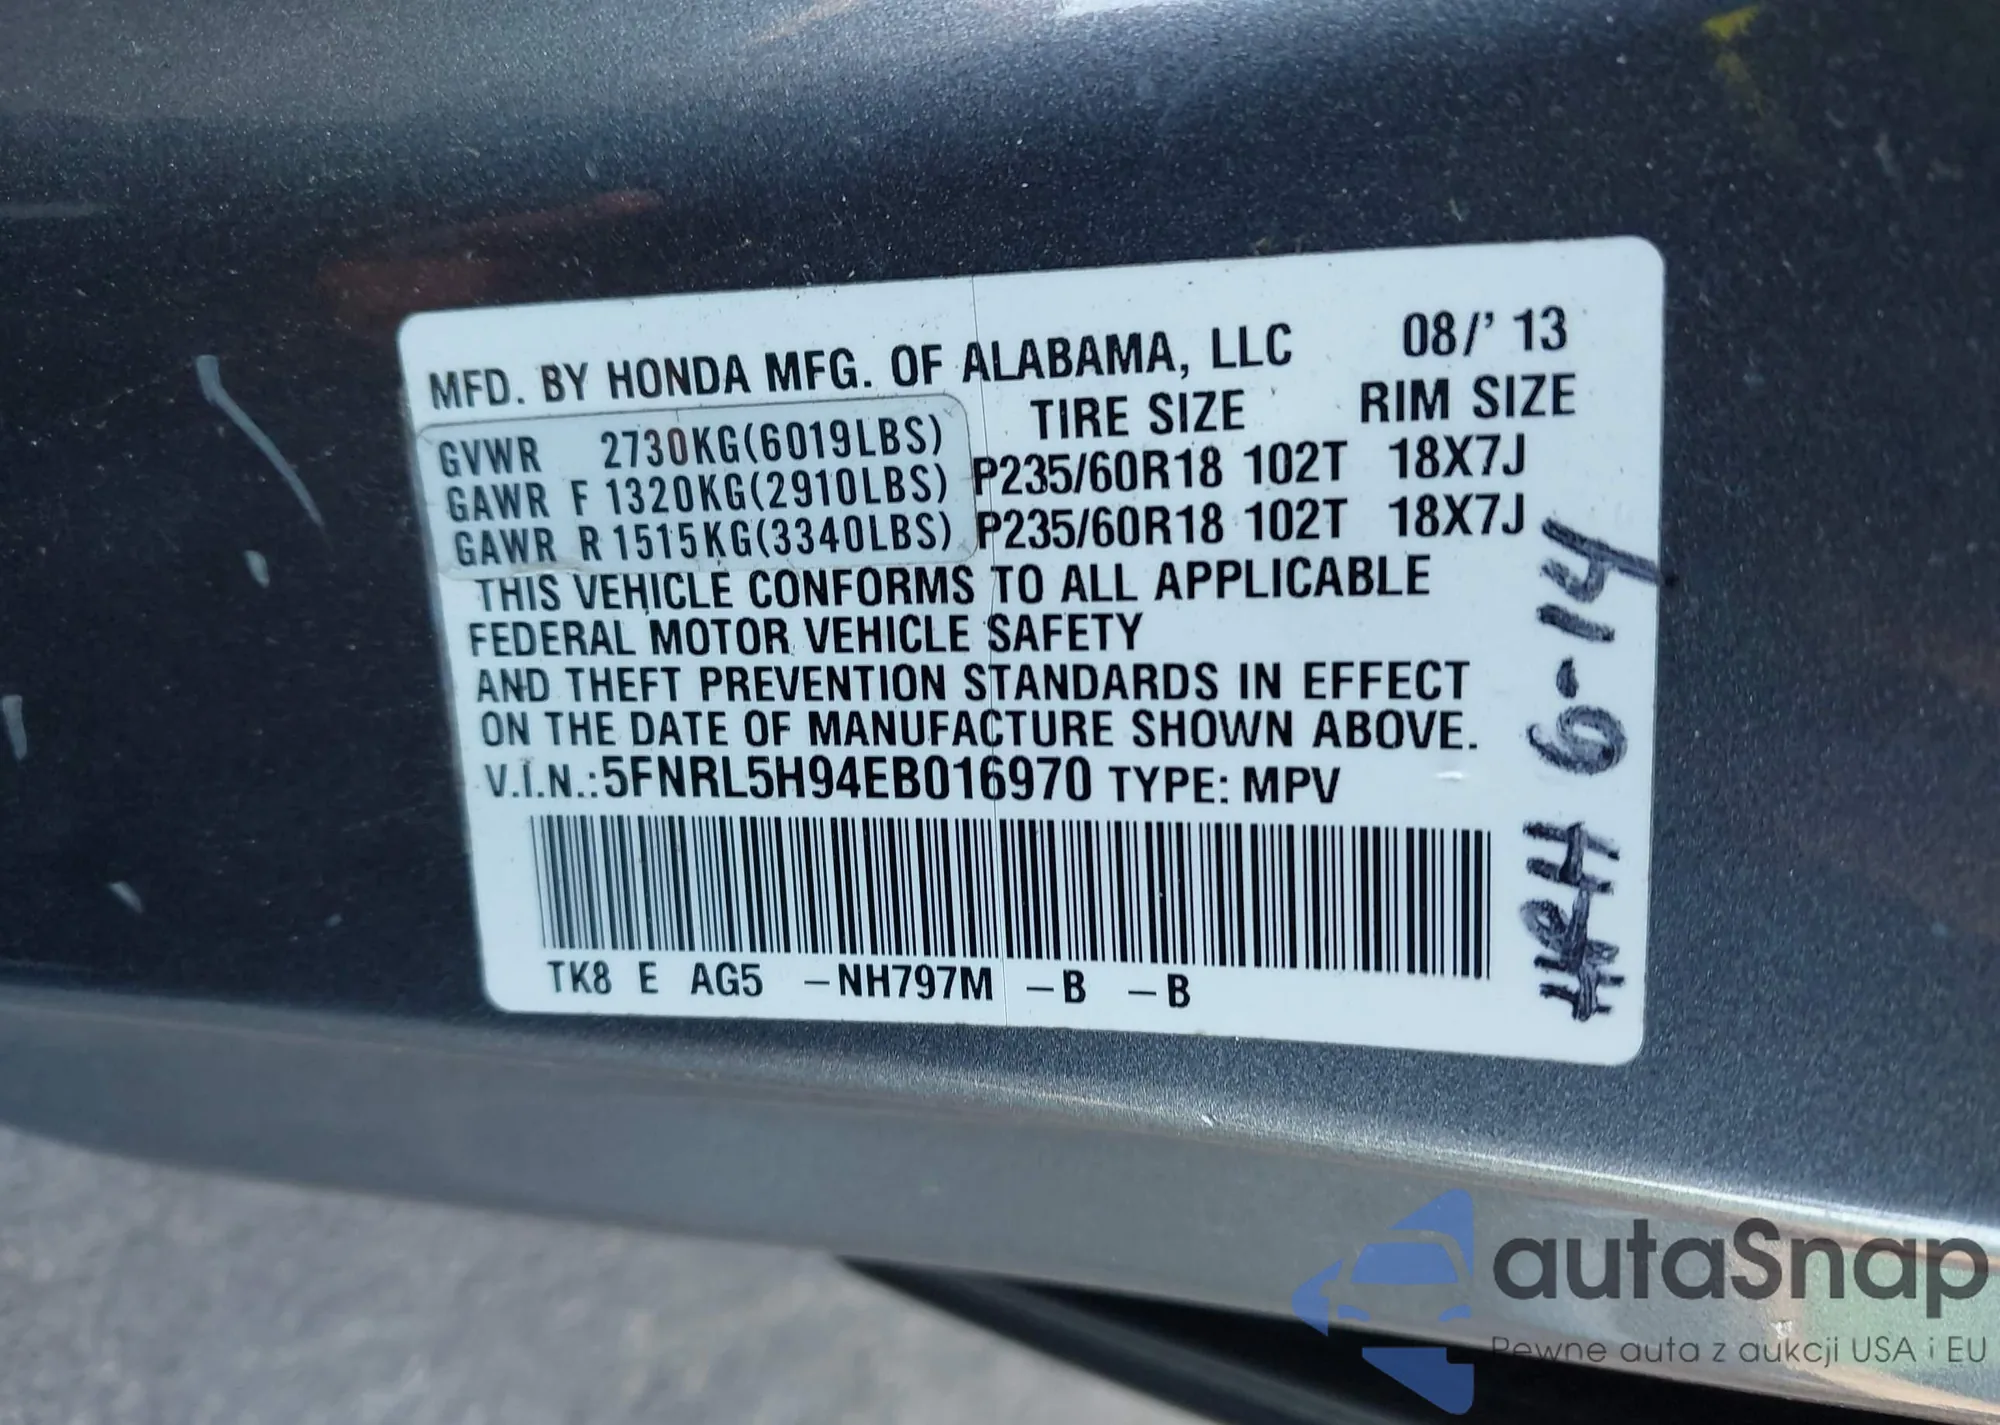 MFD. BY HONDA MFG. OF ALABAMA, LLC 08/' 13
TIRE SIZE RIM SIZE
GVWR 2730KG(6019LBS)
GAWR F 1320KG(2910LBS) P235/60R18 102T 18X7J
GAWR R 1515KG(3340LBS) P235/60R18 102T 18X7J
THIS VEHICLE CONFORMS TO ALL APPLICABLE
FEDERAL MOTOR VEHICLE SAFETY
AND THEFT PREVENTION STANDARDS IN EFFECT
ON THE DATE OF MANUFACTURE SHOWN ABOVE.
V.I.N.:5FNRL5H94EB016970 TYPE: MPV
TK8 E AG5 -NH797M -B -B
6-14
autaSnap
Pewne auta z aukcji USA i EU